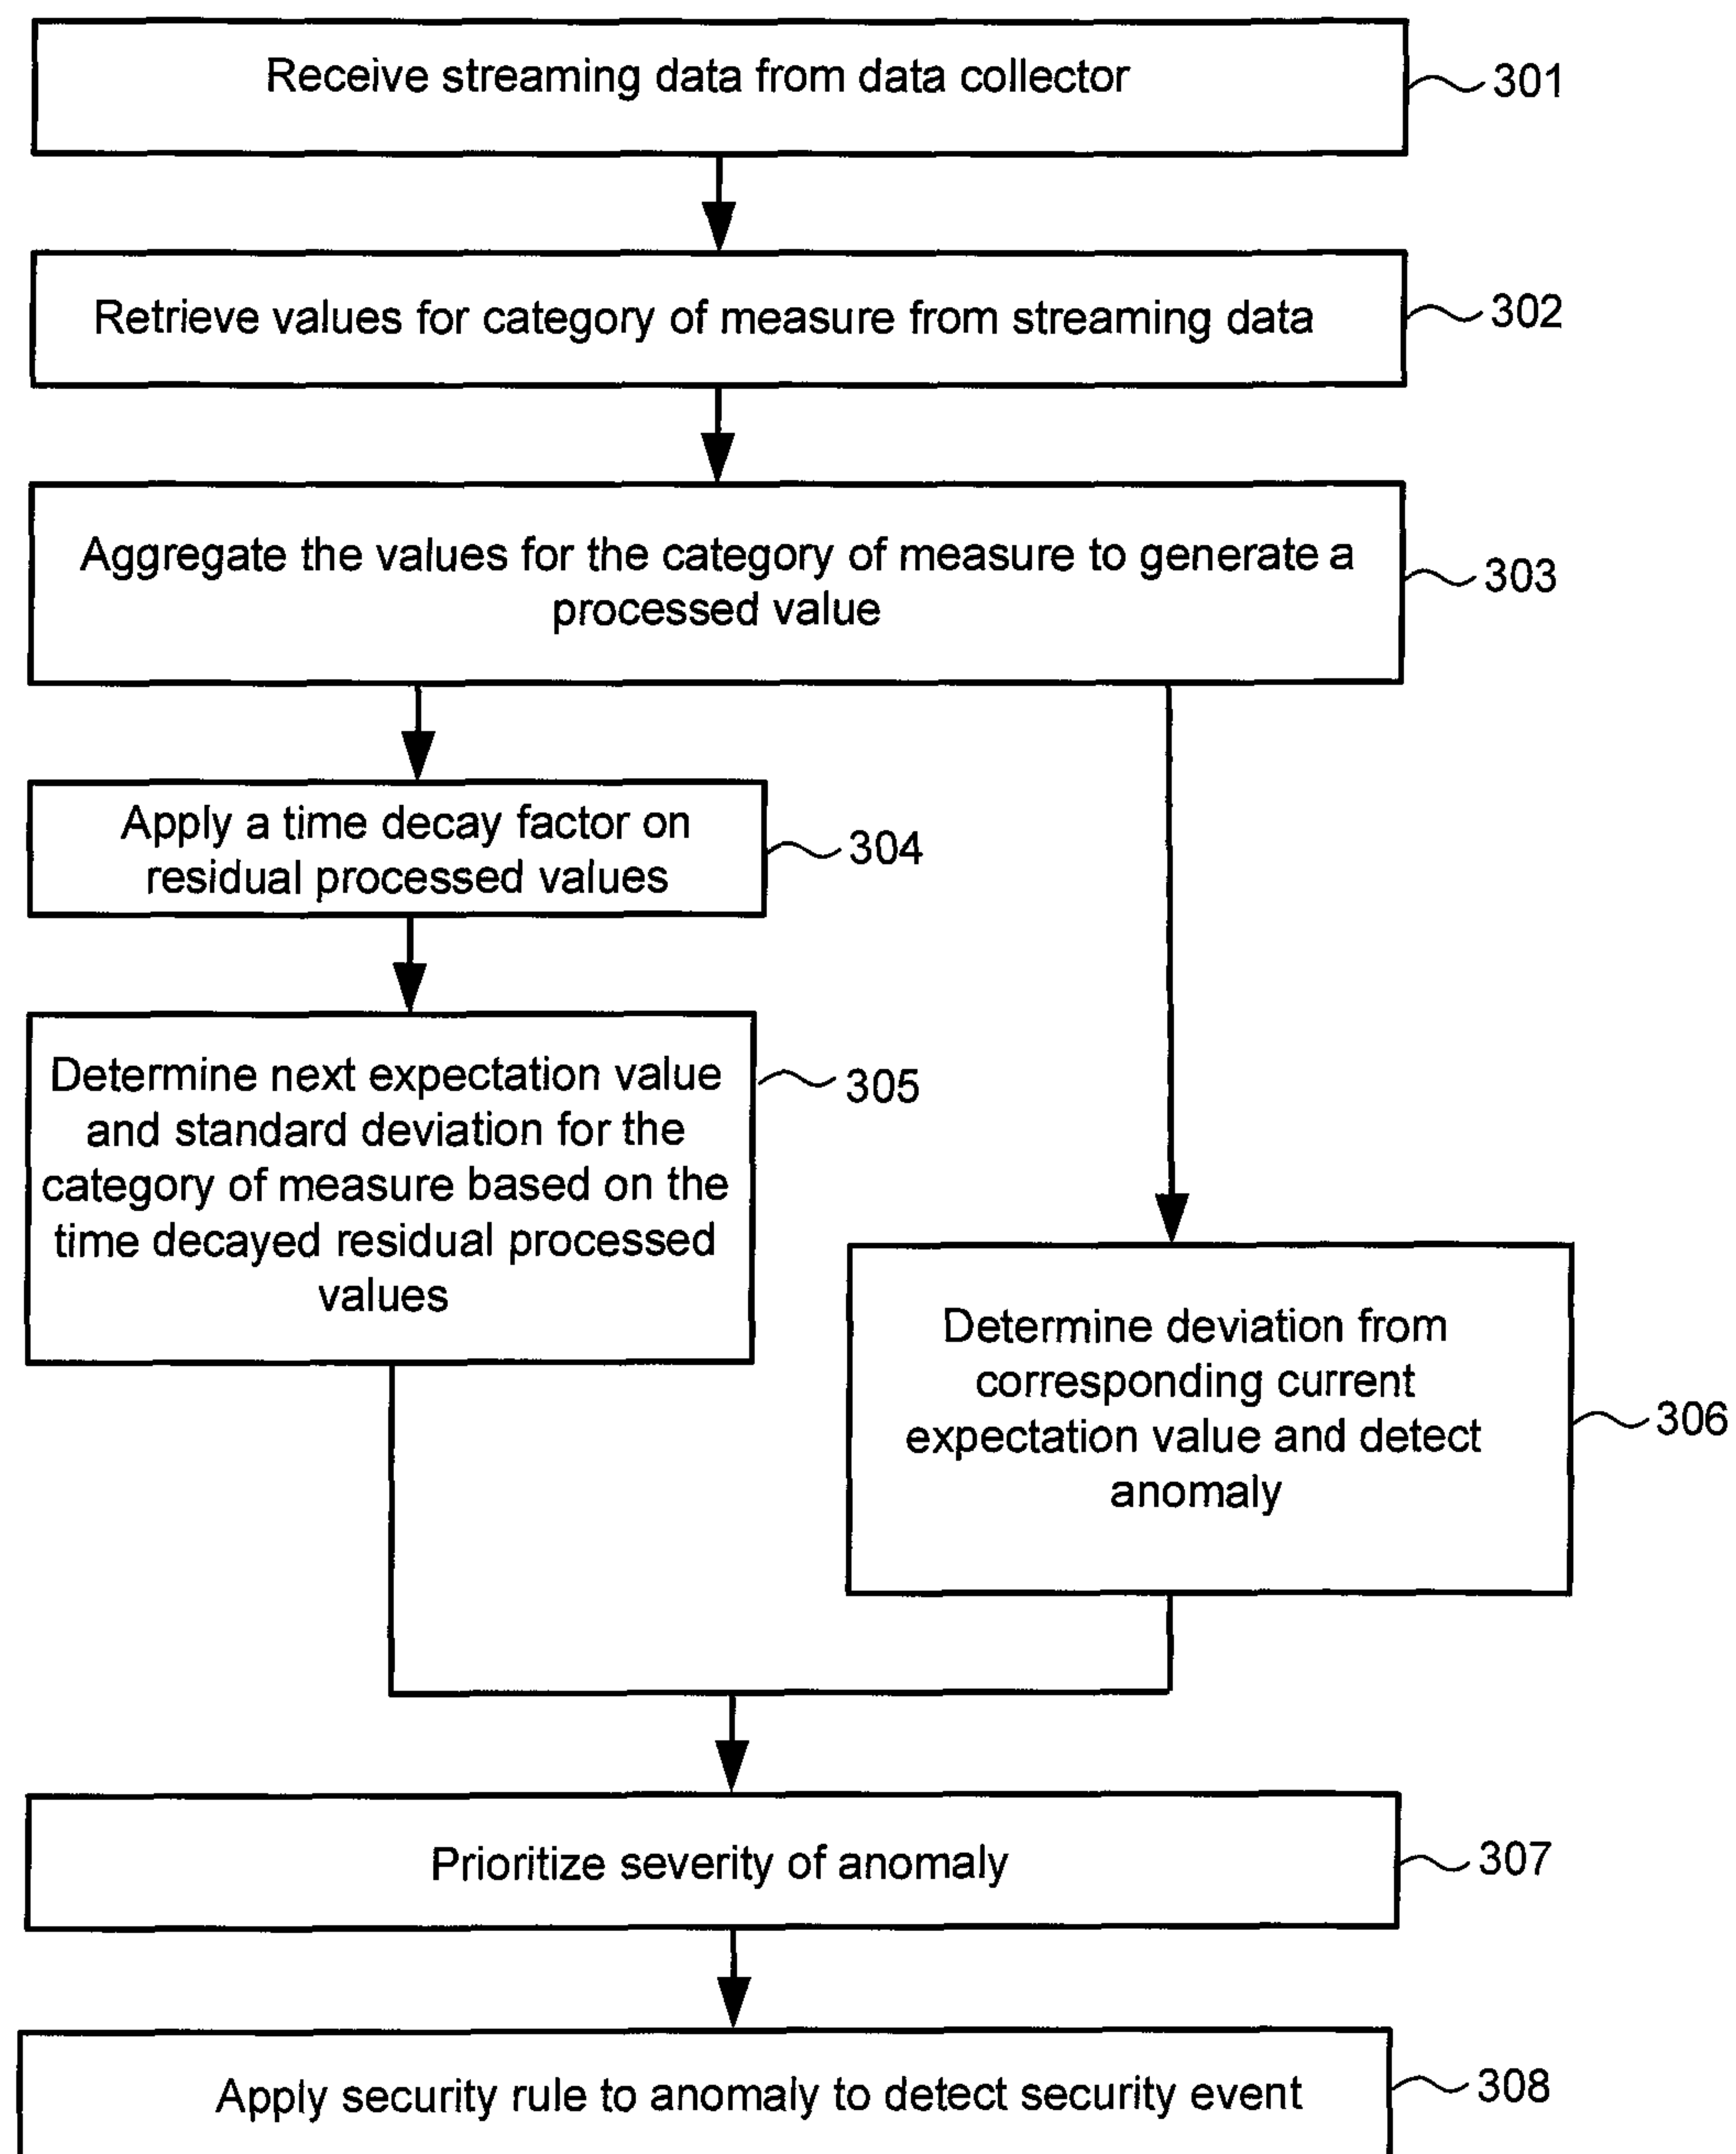 Receive streaming data from data collector
301
Retrieve values for category of measure from streaming data
302
Aggregate the values for the category of measure to generate a
processed value
303
Apply a time decay factor on
residual processed values
304
Determine next expectation value
and standard deviation for the
category of measure based on the
time decayed residual processed
values
305
Determine deviation from
corresponding current
expectation value and detect
anomaly
306
Prioritize severity of anomaly
307
Apply security rule to anomaly to detect security event
308